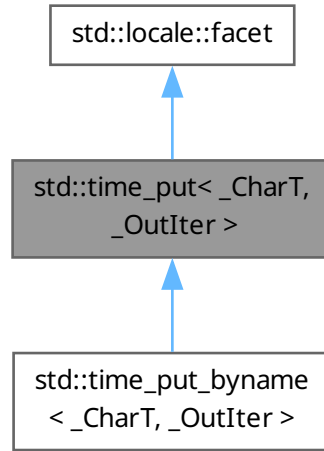 std::locale::facet
std::time_put< _CharT,
_OutIter >
std::time_put_byname
< _CharT, _OutIter >